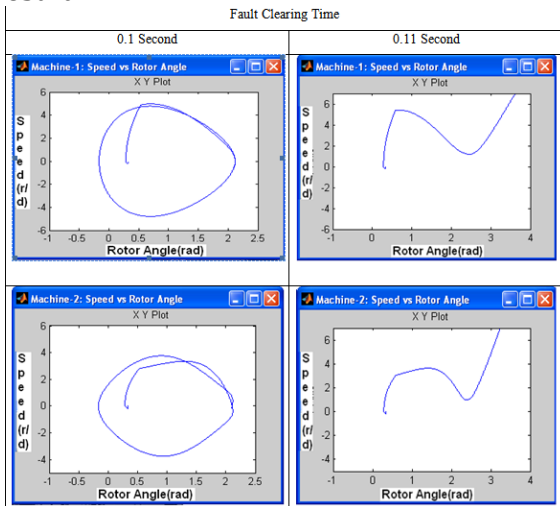 Fault Clearing Time
0.1 Second
0.11 Second
Machine-1: Speed vs Rotor Angle
X Y Plot
Speed(r/d)
6
4
2
0
-2
-4
-6
-1 -0.5 0 0.5 1 1.5 2 2.5
Rotor Angle(rad)
Machine-1: Speed vs Rotor Angle
X Y Plot
Speed(r/d)
6
4
2
0
-2
-4
-6
-1 0 1 2 3 4
Rotor Angle(rad)
Machine-2: Speed vs Rotor Angle
X Y Plot
Speed(r/d)
6
4
2
0
-2
-4
-1 -0.5 0 0.5 1 1.5 2 2.5
Rotor Angle(rad)
Machine-2: Speed vs Rotor Angle
X Y Plot
Speed(r/d)
6
4
2
0
-2
-4
-1 0 1 2 3 4
Rotor Angle(rad)